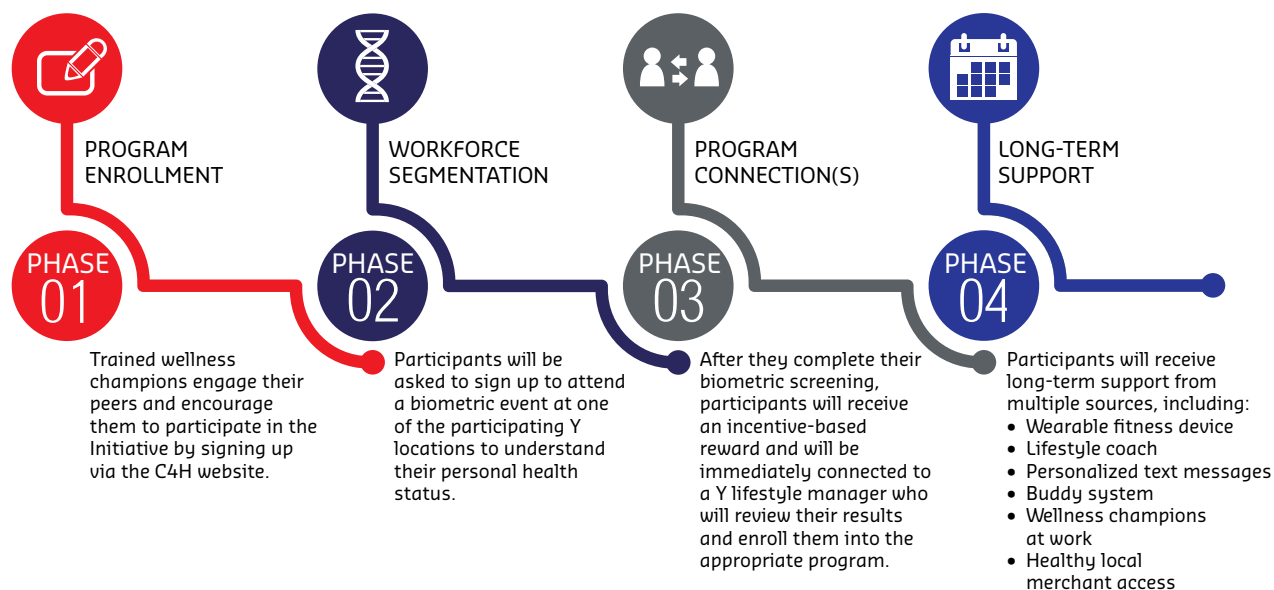 PROGRAM
ENROLLMENT
PHASE
01
Trained wellness
champions engage their
peers and encourage
them to participate in the
Initiative by signing up
via the C4H website.
WORKFORCE
SEGMENTATION
PHASE
02
Participants will be
asked to sign up to attend
a biometric event at one
of the participating Y
locations to understand
their personal health
status.
PROGRAM
CONNECTION(S)
PHASE
03
After they complete their
biometric screening,
participants will receive
an incentive-based
reward and will be
immediately connected to
a Y lifestyle manager who
will review their results
and enroll them into the
appropriate program.
LONG-TERM
SUPPORT
PHASE
04
Participants will receive
long-term support from
multiple sources, including:
• Wearable fitness device
• Lifestyle coach
• Personalized text messages
• Buddy system
• Wellness champions
at work
• Healthy local
merchant access